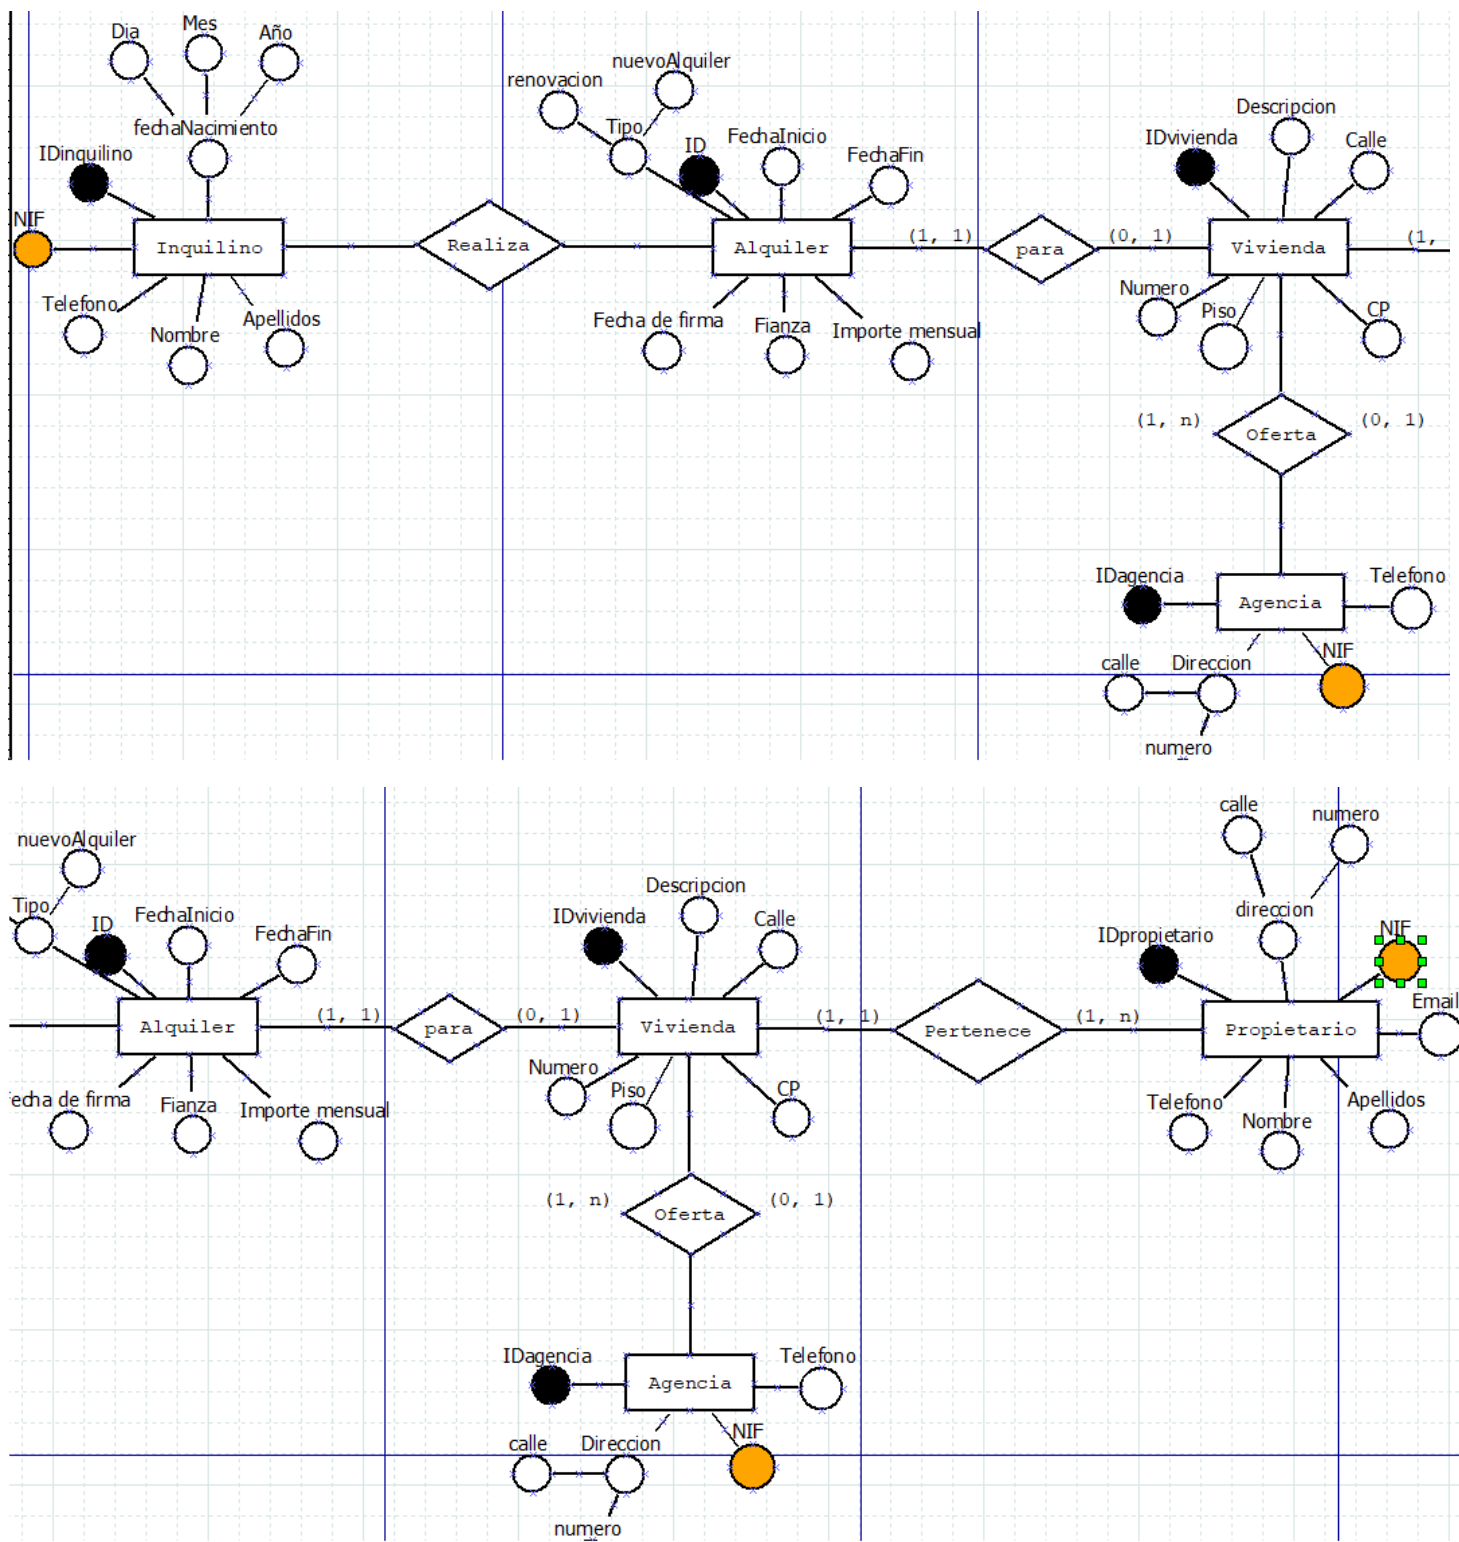 Dia
Mes
Año
fechaNacimiento
IDinquilino
NIF
Inquilino
Telefono
Nombre
Apellidos
Realiza
renovacion
nuevoAlquiler
Tipo
ID
FechaInicio
FechaFin
Alquiler
Fecha de firma
Fianza
Importe mensual
(1, 1)
para
(0, 1)
IDvivienda
Descripcion
Calle
Vivienda
(1,
Numero
Piso
CP
(1, n)
Oferta
(0, 1)
IDagencia
Agencia
Telefono
calle
Direccion
NIF
numero
nuevoAlquiler
Tipo
ID
FechaInicio
FechaFin
Alquiler
echa de firma
Fianza
Importe mensual
(1, 1)
para
(0, 1)
IDvivienda
Descripcion
Calle
Vivienda
Numero
Piso
CP
(1, 1)
Pertenece
(1, n)
calle
numero
direccion
IDpropietario
NIF
Email
Propietario
Telefono
Nombre
Apellidos
(1, n)
Oferta
(0, 1)
IDagencia
Agencia
Telefono
calle
Direccion
NIF
numero